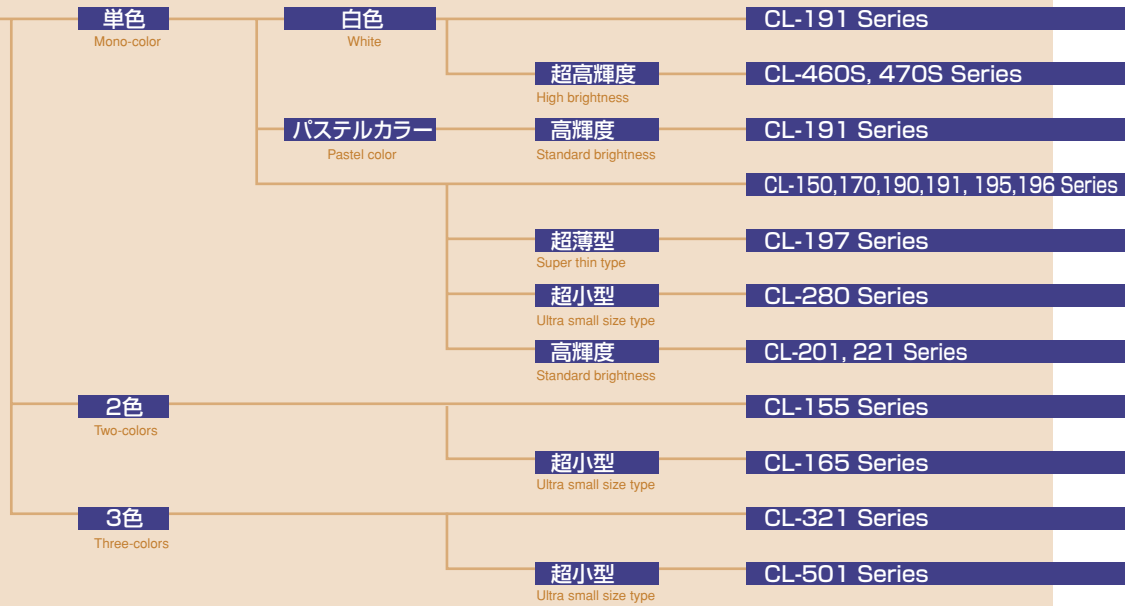 単色
Mono-color
白色
White
CL-191 Series
超高輝度
High brightness
CL-460S, 470S Series
パステルカラー
Pastel color
高輝度
Standard brightness
CL-191 Series
CL-150,170,190,191, 195,196 Series
超薄型
Super thin type
CL-197 Series
超小型
Ultra small size type
CL-280 Series
高輝度
Standard brightness
CL-201, 221 Series
2色
Two-colors
CL-155 Series
超小型
Ultra small size type
CL-165 Series
3色
Three-colors
CL-321 Series
超小型
Ultra small size type
CL-501 Series